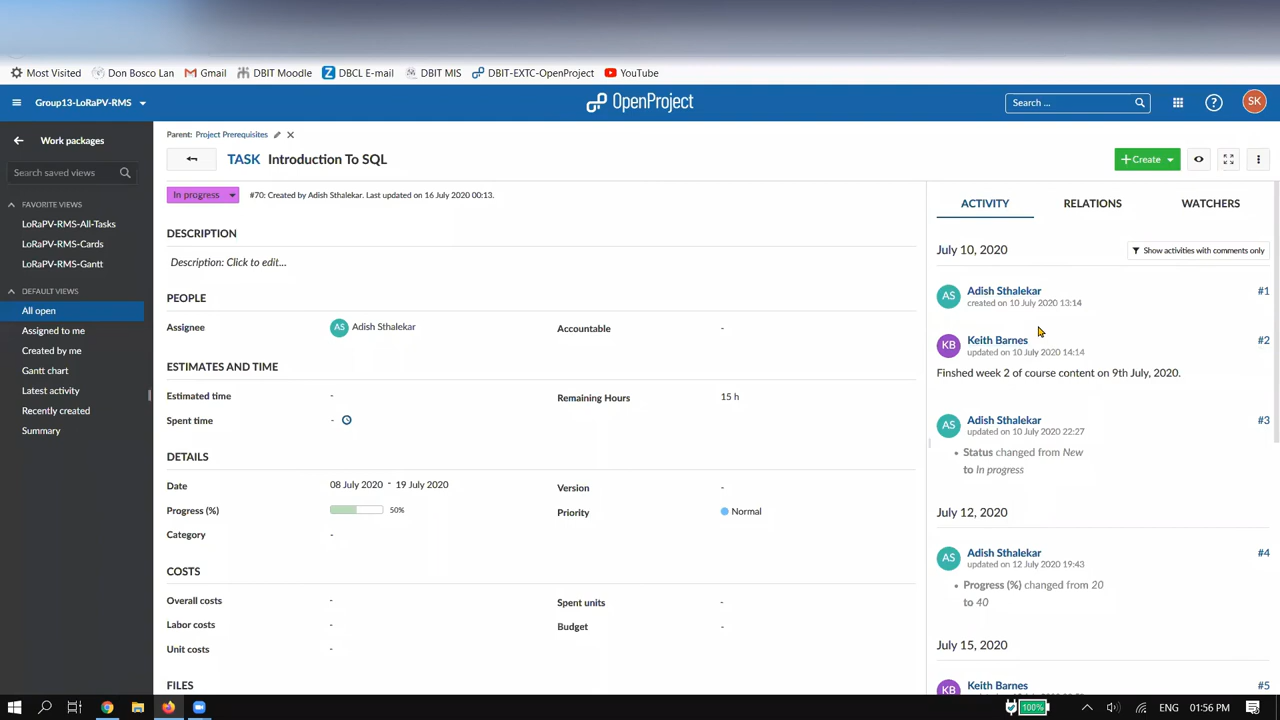 Most Visited Don Bosco Lan Gmail DBIT Moodle DBCL E-mail DBIT MIS DBIT-EXTC-OpenProject YouTube
Group13-LoRaPV-RMS OpenProject Search ... ? SK
Work packages
Search saved views
FAVORITE VIEWS
LoRaPV-RMS-All-Tasks
LoRaPV-RMS-Cards
LoRaPV-RMS-Gantt
DEFAULT VIEWS
All open
Assigned to me
Created by me
Gantt chart
Latest activity
Recently created
Summary
Parent: Project Prerequisites
TASK Introduction To SQL
+Create
In progress #70: Created by Adish Sthalekar. Last updated on 16 July 2020 00:13.
DESCRIPTION
Description: Click to edit...
PEOPLE
Assignee AS Adish Sthalekar Accountable -
ESTIMATES AND TIME
Estimated time - Remaining Hours 15 h
Spent time -
DETAILS
Date 08 July 2020 - 19 July 2020 Version -
Progress (%) 50% Priority Normal
Category -
COSTS
Overall costs - Spent units -
Labor costs - Budget -
Unit costs -
FILES
ACTIVITY RELATIONS WATCHERS
July 10, 2020 Show activities with comments only
AS Adish Sthalekar #1
created on 10 July 2020 13:14
KB Keith Barnes #2
updated on 10 July 2020 14:14
Finshed week 2 of course content on 9th July, 2020.
AS Adish Sthalekar #3
updated on 10 July 2020 22:27
Status changed from New
to In progress
July 12, 2020
AS Adish Sthalekar #4
updated on 12 July 2020 19:43
Progress (%) changed from 20
to 40
July 15, 2020
KB Keith Barnes #5
100% ENG 01:56 PM